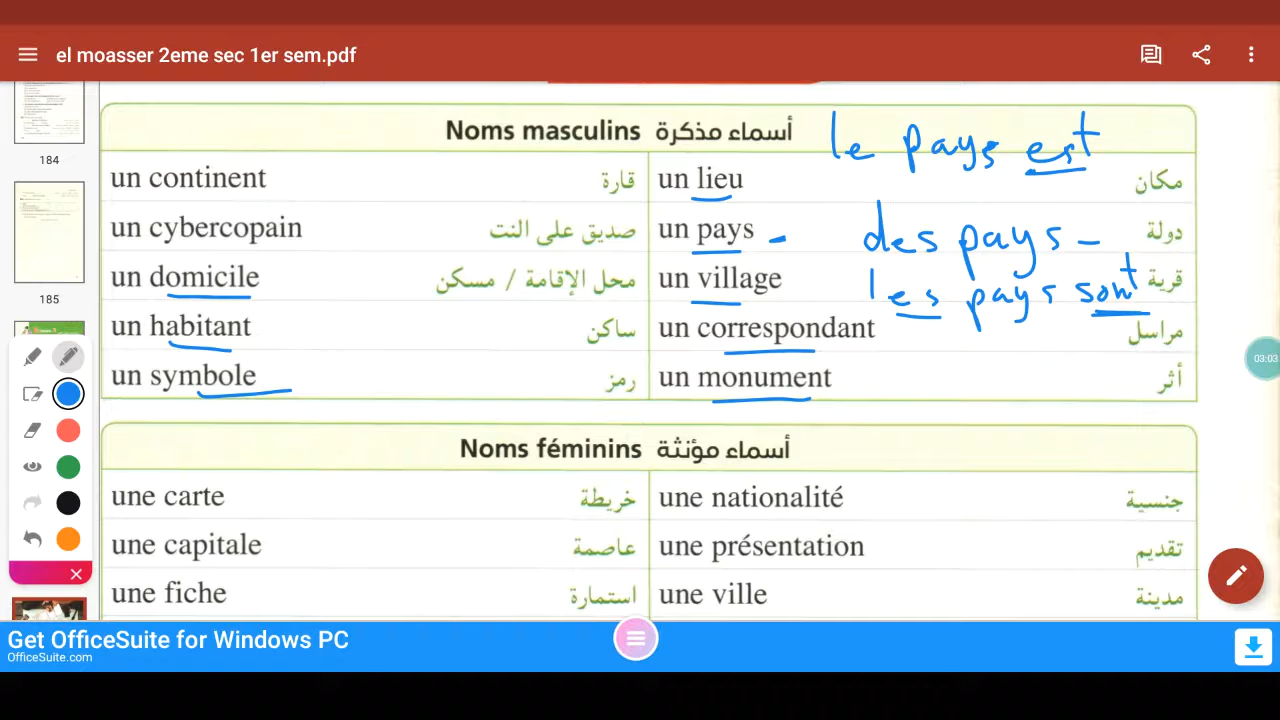 el moasser 2eme sec 1er sem.pdf
184
185
Noms masculins أسماء مذكرة
le pays est
un continent قارة
un lieu مكان
un cybercopain صديق على النت
un pays - دولة
des pays -
un domicile محل الإقامة / مسكن
un village قرية
les pays sont
un habitant ساكن
un correspondant مراسل
un symbole رمز
un monument أثر
03:03
Noms féminins أسماء مؤنثة
une carte خريطة
une nationalité جنسية
une capitale عاصمة
une présentation تقديم
une fiche استمارة
une ville مدينة
Get OfficeSuite for Windows PC
OfficeSuite.com